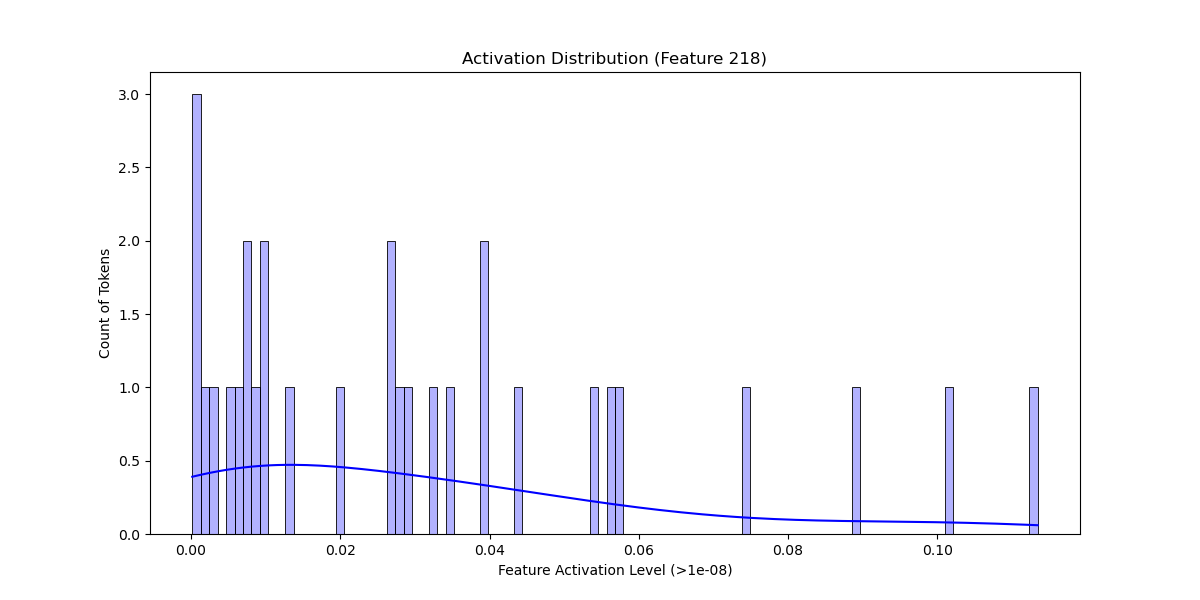 Activation Distribution (Feature 218)
3.0
2.5
2.0
1.5
1.0
0.5
0.0
Count of Tokens
0.00 0.02 0.04 0.06 0.08 0.10
Feature Activation Level (>1e-08)